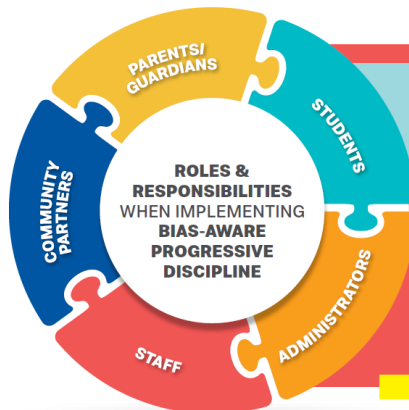 PARENTS/
GUARDIANS
STUDENTS
COMMUNITY
PARTNERS
ROLES &
RESPONSIBILITIES
WHEN IMPLEMENTING
BIAS-AWARE
PROGRESSIVE
DISCIPLINE
ADMINISTRATORS
STAFF